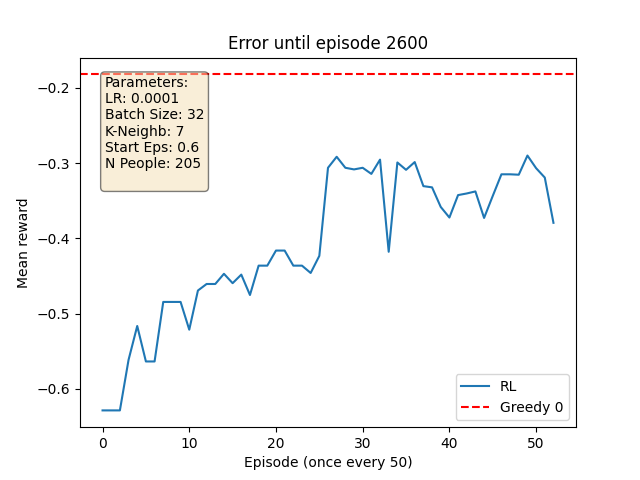 Error until episode 2600
Parameters:
LR: 0.0001
Batch Size: 32
K-Neighb: 7
Start Eps: 0.6
N People: 205
Mean reward
−0.2
−0.3
−0.4
−0.5
−0.6
RL
Greedy 0
0 10 20 30 40 50
Episode (once every 50)